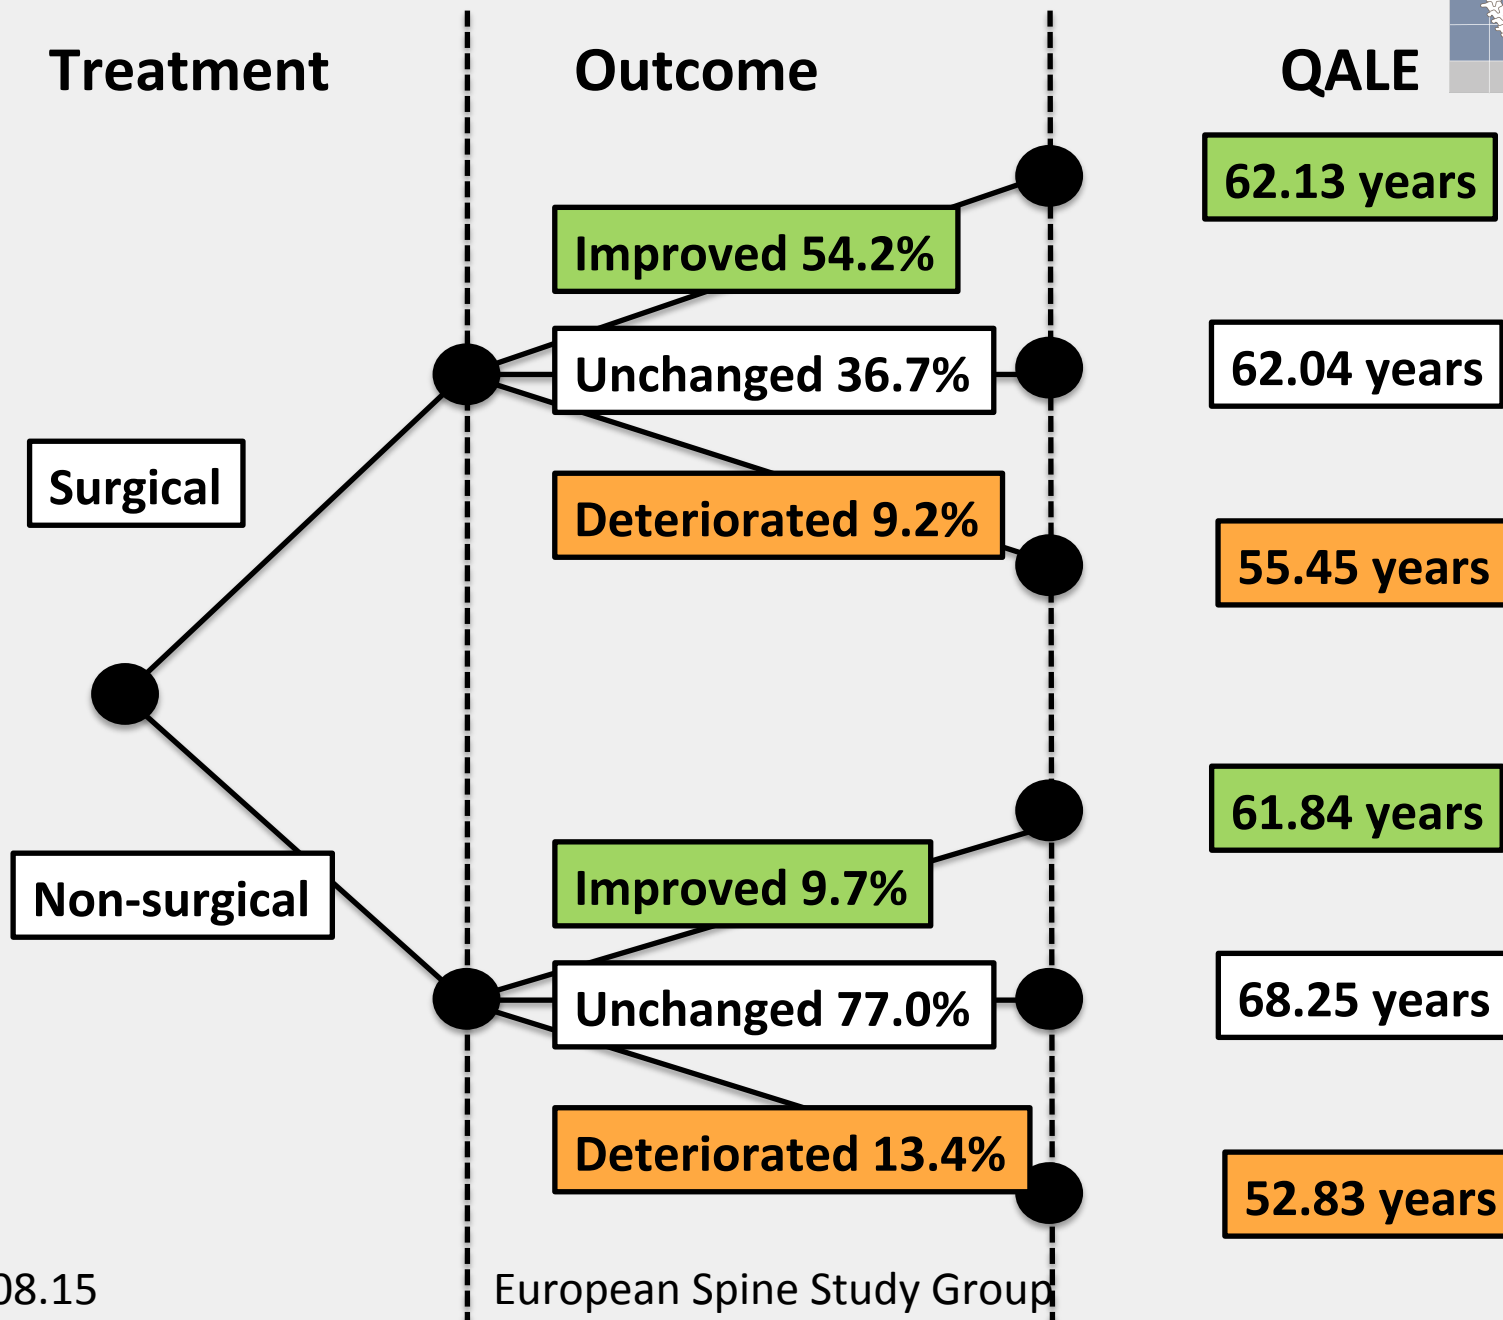 Treatment
Outcome
QALE
62.13 years
Improved 54.2%
62.04 years
Unchanged 36.7%
Surgical
Deteriorated 9.2%
55.45 years
61.84 years
Improved 9.7%
Non-surgical
68.25 years
Unchanged 77.0%
Deteriorated 13.4%
52.83 years
08.15
European Spine Study Group